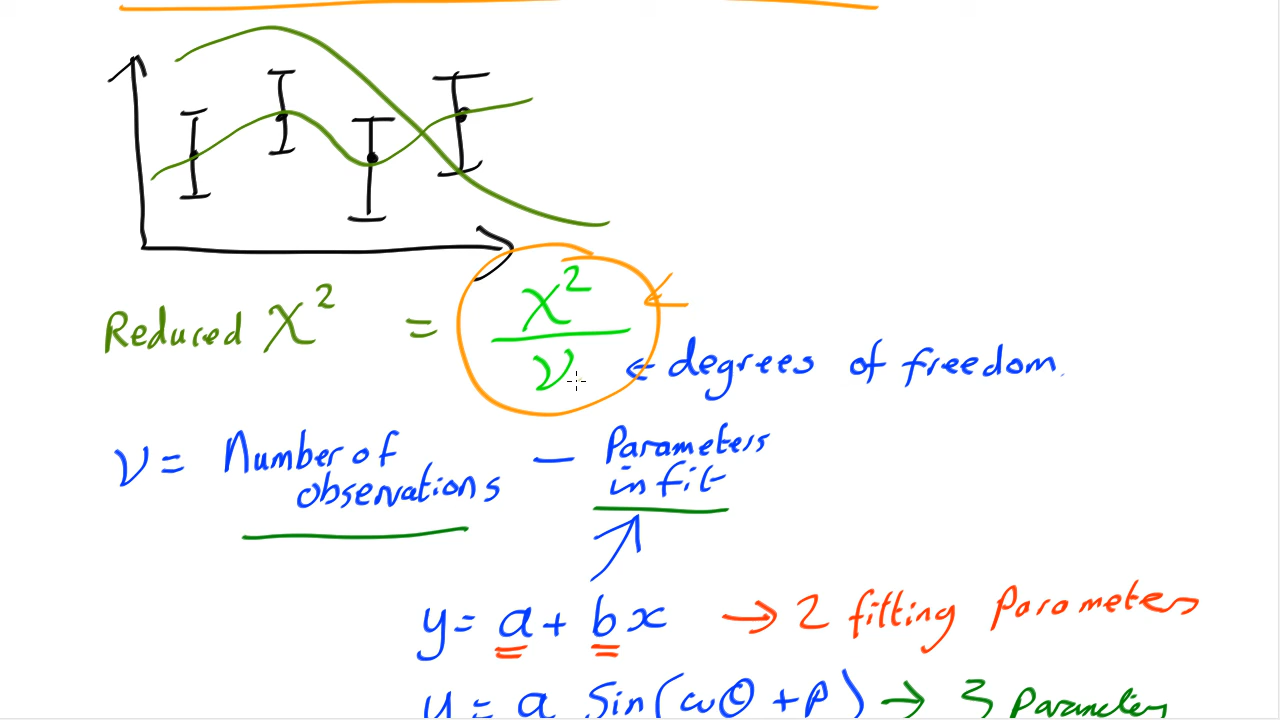 Reduced χ² = χ²/ν ← degrees of freedom.
ν = Number of observations — Parameters in fit
y = a + b x → 2 fitting Parameters
y = a Sin(ωθ + ρ) → 3 Parameters